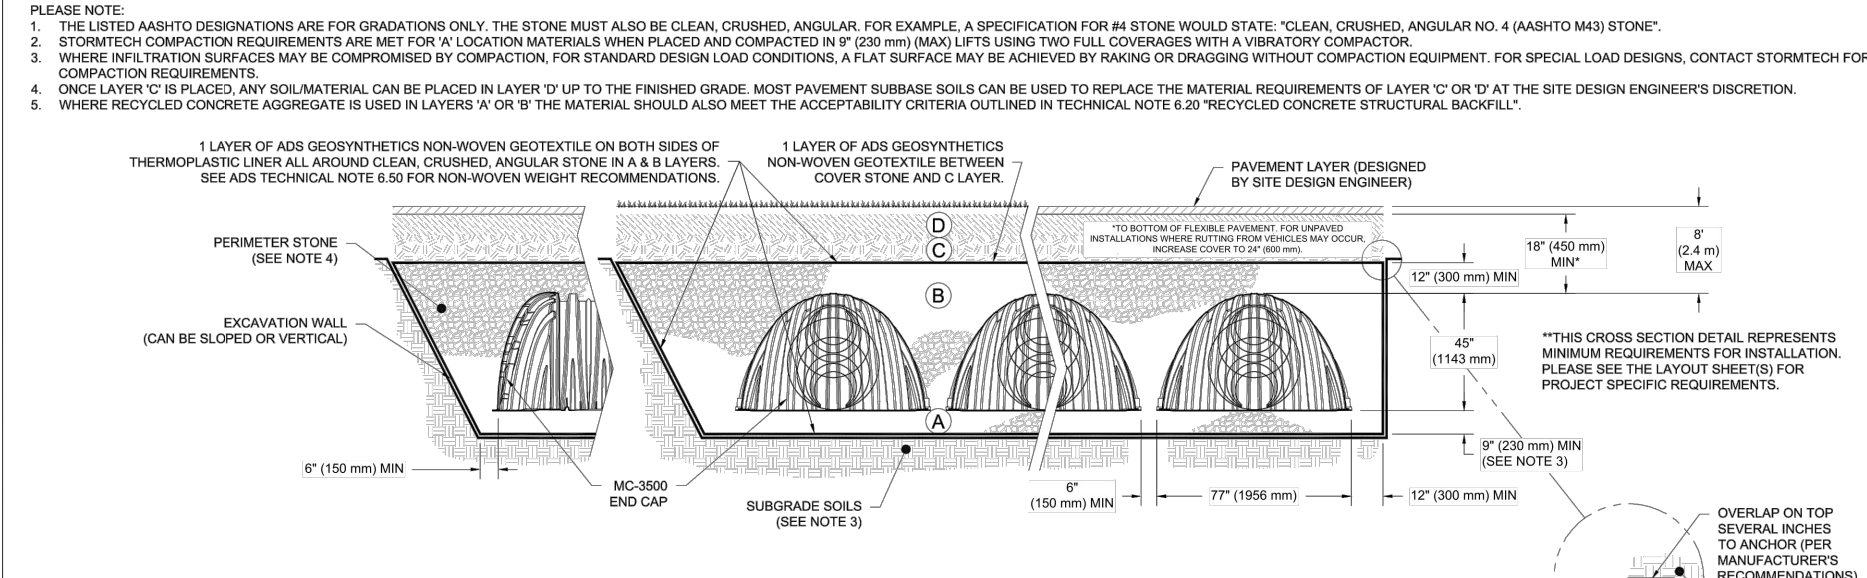 PLEASE NOTE:
1. THE LISTED AASHTO DESIGNATIONS ARE FOR GRADATIONS ONLY. THE STONE MUST ALSO BE CLEAN, CRUSHED, ANGULAR. FOR EXAMPLE, A SPECIFICATION FOR #4 STONE WOULD STATE: "CLEAN, CRUSHED, ANGULAR NO. 4 (AASHTO M43) STONE".
2. STORMTECH COMPACTION REQUIREMENTS ARE MET FOR 'A' LOCATION MATERIALS WHEN PLACED AND COMPACTED IN 9" (230 mm) (MAX) LIFTS USING TWO FULL COVERAGES WITH A VIBRATORY COMPACTOR.
3. WHERE INFILTRATION SURFACES MAY BE COMPROMISED BY COMPACTION, FOR STANDARD DESIGN LOAD CONDITIONS, A FLAT SURFACE MAY BE ACHIEVED BY RAKING OR DRAGGING WITHOUT COMPACTION EQUIPMENT. FOR SPECIAL LOAD DESIGNS, CONTACT STORMTECH FOR
COMPACTION REQUIREMENTS.
4. ONCE LAYER 'C' IS PLACED, ANY SOIL/MATERIAL CAN BE PLACED IN LAYER 'D' UP TO THE FINISHED GRADE. MOST PAVEMENT SUBBASE SOILS CAN BE USED TO REPLACE THE MATERIAL REQUIREMENTS OF LAYER 'C' OR 'D' AT THE SITE DESIGN ENGINEER'S DISCRETION.
5. WHERE RECYCLED CONCRETE AGGREGATE IS USED IN LAYERS 'A' OR 'B' THE MATERIAL SHOULD ALSO MEET THE ACCEPTABILITY CRITERIA OUTLINED IN TECHNICAL NOTE 6.20 "RECYCLED CONCRETE STRUCTURAL BACKFILL".
1 LAYER OF ADS GEOSYNTHETICS NON-WOVEN GEOTEXTILE ON BOTH SIDES OF
THERMOPLASTIC LINER ALL AROUND CLEAN, CRUSHED, ANGULAR STONE IN A & B LAYERS.
SEE ADS TECHNICAL NOTE 6.50 FOR NON-WOVEN WEIGHT RECOMMENDATIONS.
1 LAYER OF ADS GEOSYNTHETICS
NON-WOVEN GEOTEXTILE BETWEEN
COVER STONE AND C LAYER.
PAVEMENT LAYER (DESIGNED
BY SITE DESIGN ENGINEER)
PERIMETER STONE
(SEE NOTE 4)
EXCAVATION WALL
(CAN BE SLOPED OR VERTICAL)
D
C
B
A
*TO BOTTOM OF FLEXIBLE PAVEMENT. FOR UNPAVED
INSTALLATIONS WHERE RUTTING FROM VEHICLES MAY OCCUR,
INCREASE COVER TO 24" (600 mm).
18" (450 mm)
MIN*
8'
(2.4 m)
MAX
12" (300 mm) MIN
45"
(1143 mm)
**THIS CROSS SECTION DETAIL REPRESENTS
MINIMUM REQUIREMENTS FOR INSTALLATION.
PLEASE SEE THE LAYOUT SHEET(S) FOR
PROJECT SPECIFIC REQUIREMENTS.
9" (230 mm) MIN
(SEE NOTE 3)
6" (150 mm) MIN
MC-3500
END CAP
SUBGRADE SOILS
(SEE NOTE 3)
6"
(150 mm) MIN
77" (1956 mm)
12" (300 mm) MIN
OVERLAP ON TOP
SEVERAL INCHES
TO ANCHOR (PER
MANUFACTURER'S
RECOMMENDATIONS)